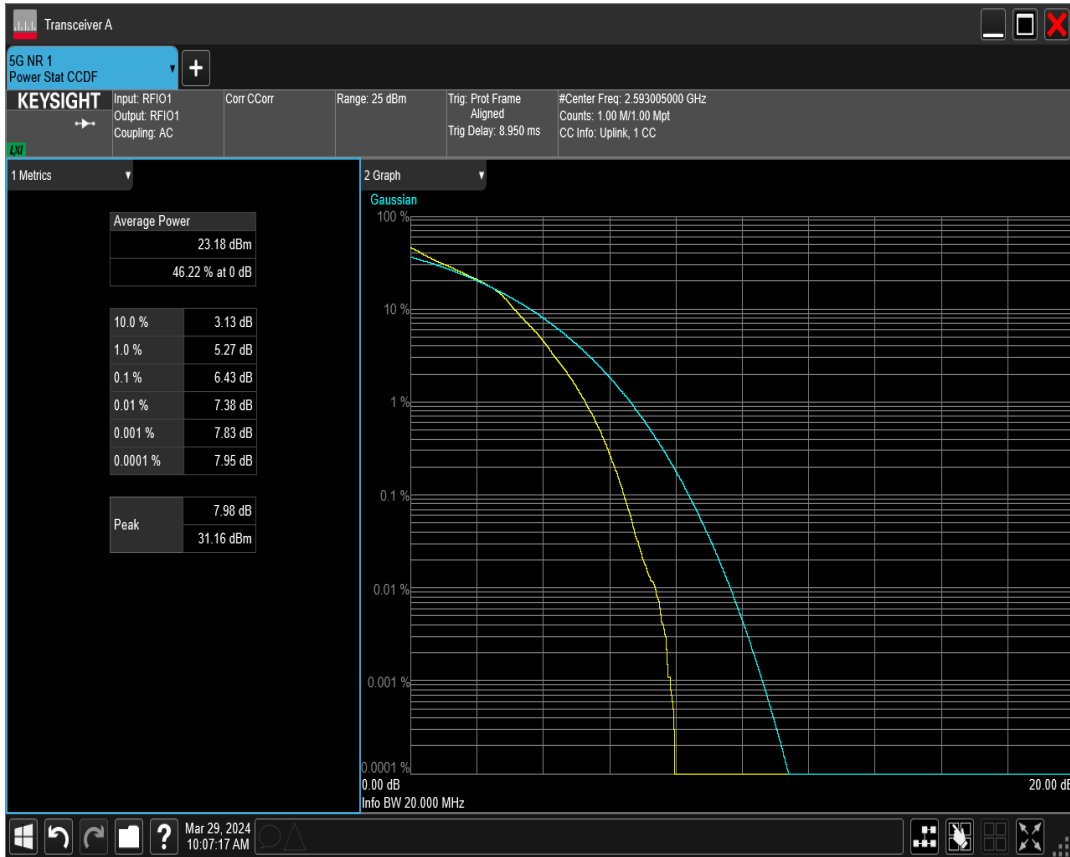 Transceiver A
5G NR 1
Power Stat CCDF
+
KEYSIGHT
LXI
Input: RFIO1
Output: RFIO1
Coupling: AC
Corr CCorr
Range: 25 dBm
Trig: Prot Frame
Aligned
Trig Delay: 8.950 ms
#Center Freq: 2.593005000 GHz
Counts: 1.00 M/1.00 Mpt
CC Info: Uplink, 1 CC
1 Metrics
Average Power
23.18 dBm
46.22 % at 0 dB
10.0 % 3.13 dB
1.0 % 5.27 dB
0.1 % 6.43 dB
0.01 % 7.38 dB
0.001 % 7.83 dB
0.0001 % 7.95 dB
Peak
7.98 dB
31.16 dBm
2 Graph
Gaussian
100 %
10 %
1 %
0.1 %
0.01 %
0.001 %
0.0001 %
0.00 dB 20.00 dB
Info BW 20.000 MHz
?
Mar 29, 2024
10:07:17 AM